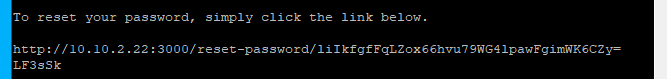 To reset your password, simply click the link below.
http://10.10.2.22:3000/reset-password/liIkfgfFqLZox66hvu79WG4lpawFgimWK6CZy=
LF3sSk